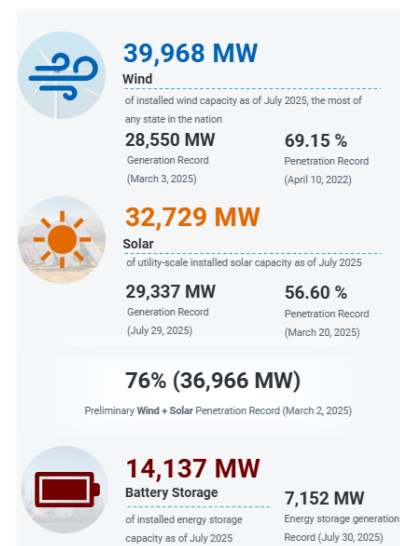 39,968 MW
Wind
of installed wind capacity as of July 2025, the most of
any state in the nation
28,550 MW
Generation Record
(March 3, 2025)
69.15 %
Penetration Record
(April 10, 2022)
32,729 MW
Solar
of utility-scale installed solar capacity as of July 2025
29,337 MW
Generation Record
(July 29, 2025)
56.60 %
Penetration Record
(March 20, 2025)
76% (36,966 MW)
Preliminary Wind + Solar Penetration Record (March 2, 2025)
14,137 MW
Battery Storage
of installed energy storage
capacity as of July 2025
7,152 MW
Energy storage generation
Record (July 30, 2025)